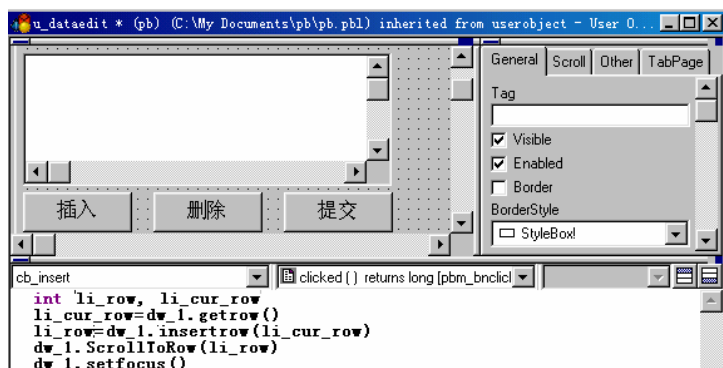 u_dataedit * (pb) (C:\My Documents\pb\pb.pbl) inherited from userobject - User O...
General Scroll Other TabPage
Tag
Visible
Enabled
Border
BorderStyle
StyleBox!
插入 删除 提交
cb_insert clicked ( ) returns long [pbm_bnclicl
int li_row, li_cur_row
li_cur_row=dw_1.getrow()
li_row=dw_1.insertrow(li_cur_row)
dw_1.ScrollToRow(li_row)
dw_1.setfocus()